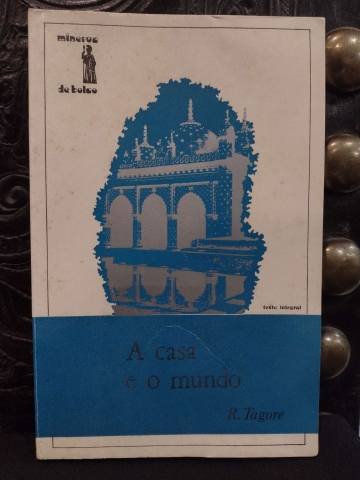 minerva
de bolso
texto integral
A casa
e o mundo
R. Tagore